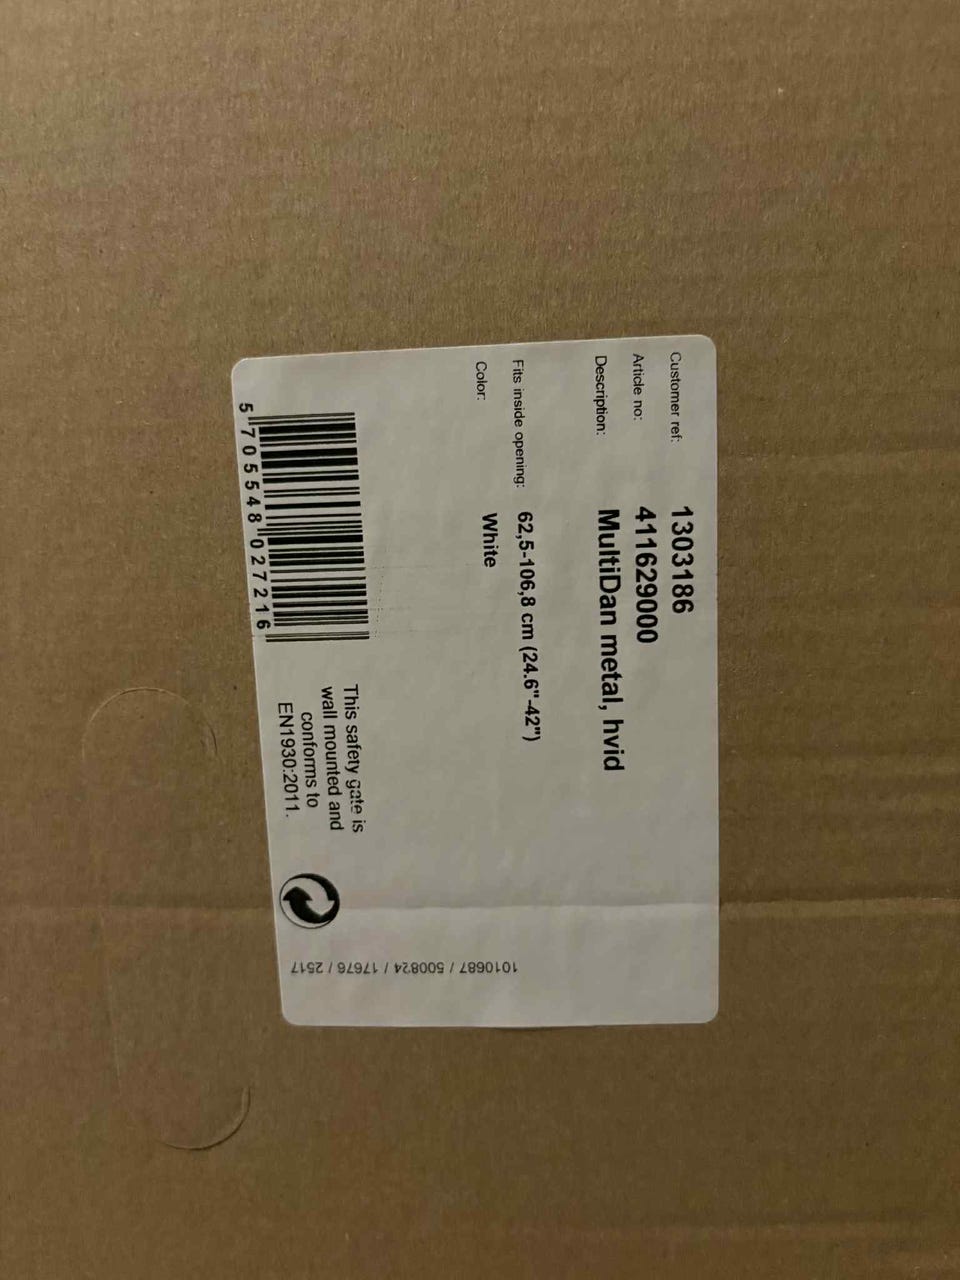 Customer ref: 1303186
Article no: 411629000
Description: MultiDan metal, hvid
Fits inside opening: 62,5-106,8 cm (24.6"-42")
Color: White
This safety gate is
wall mounted and
conforms to
EN1930:2011.
5 705548 027216
1010687 / 500824 / 17676 / 2517